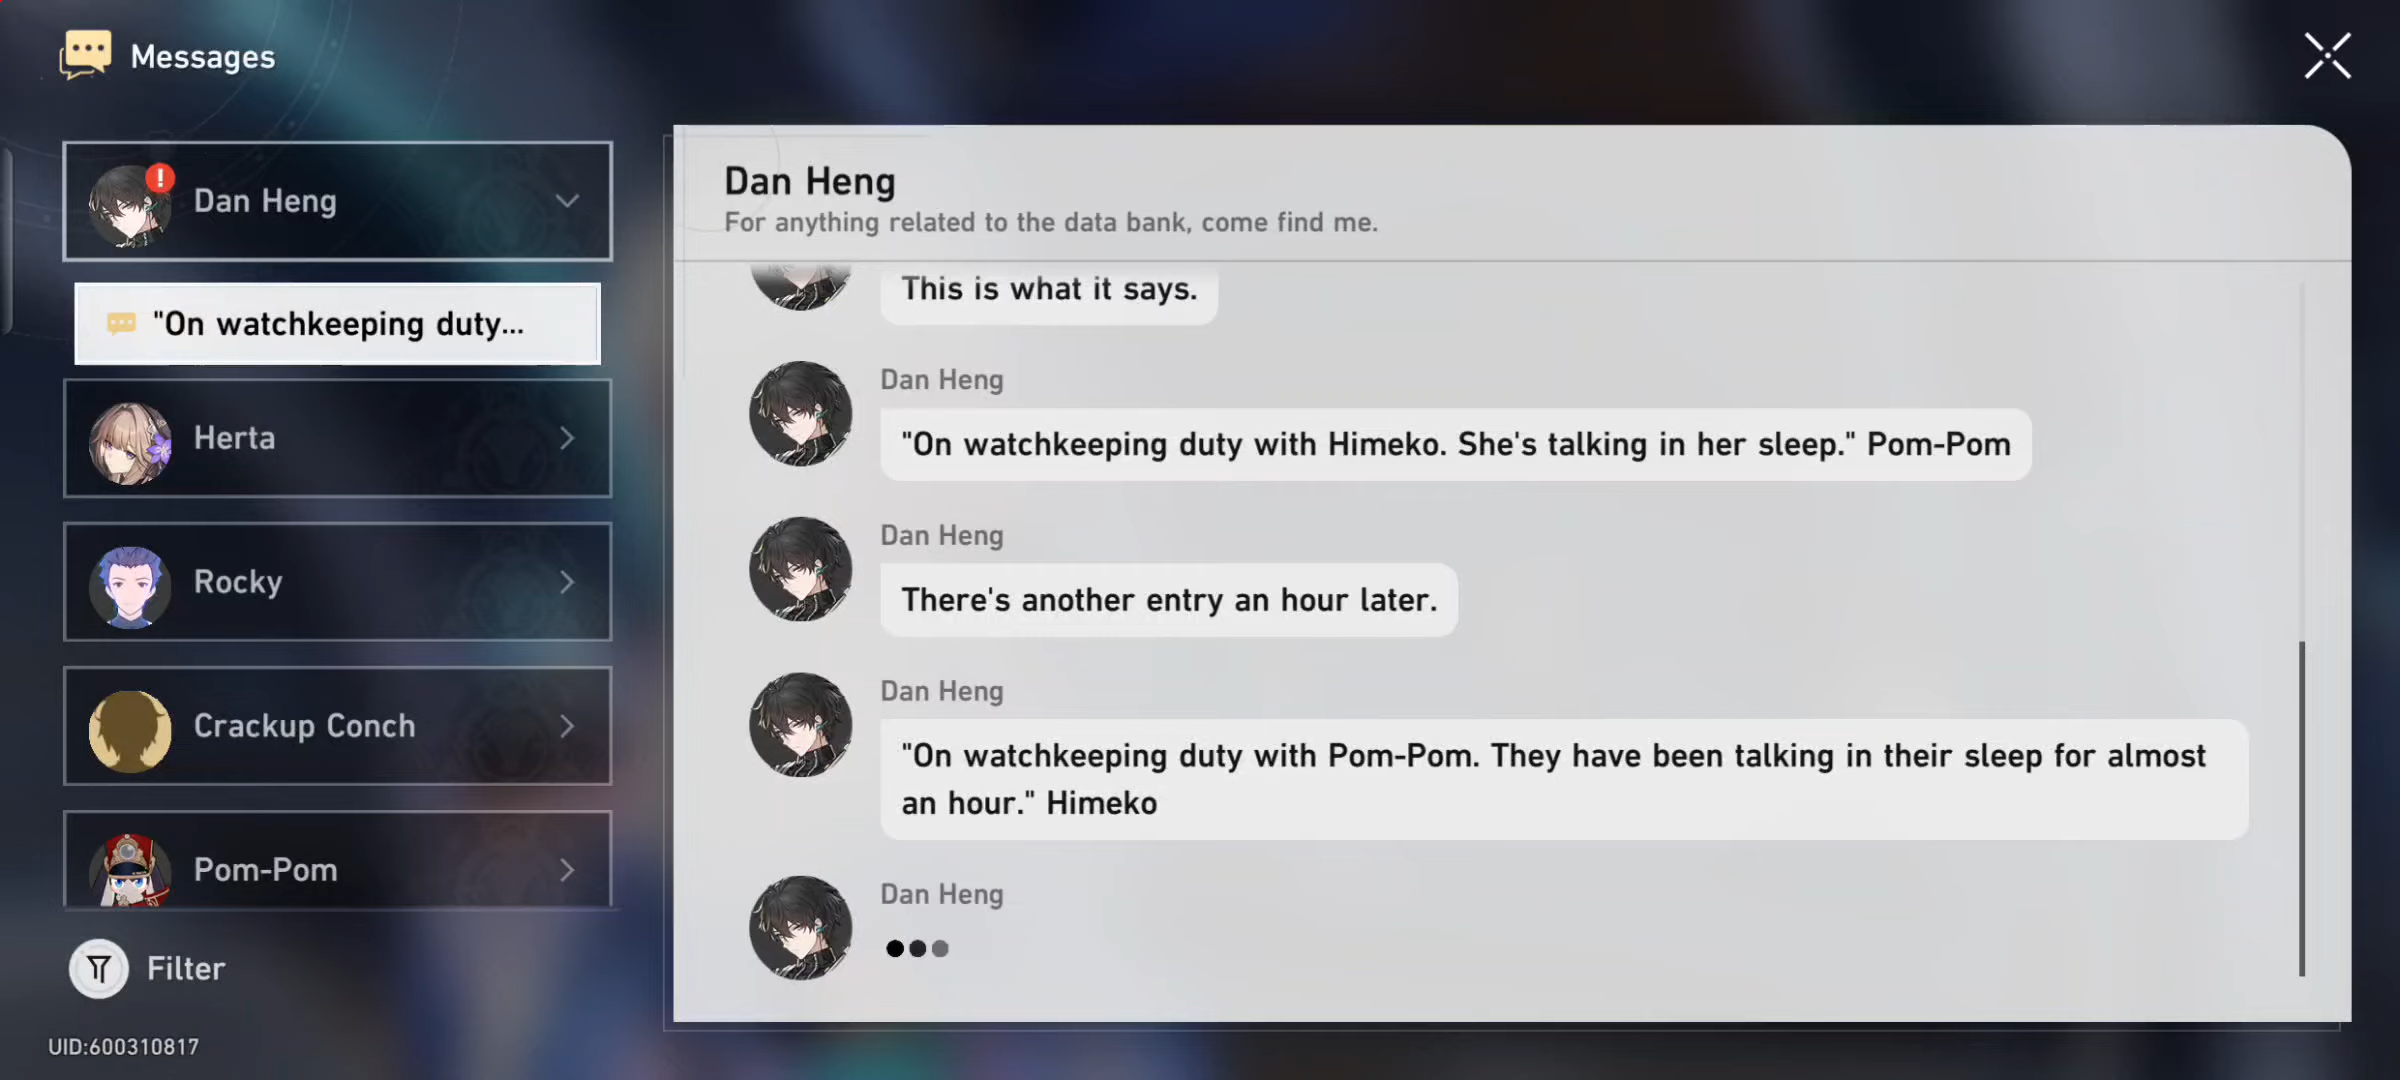 Messages
Dan Heng
"On watchkeeping duty...
Herta
Rocky
Crackup Conch
Pom-Pom
Filter
UID:600310817
Dan Heng
For anything related to the data bank, come find me.
This is what it says.
Dan Heng
"On watchkeeping duty with Himeko. She's talking in her sleep." Pom-Pom
Dan Heng
There's another entry an hour later.
Dan Heng
"On watchkeeping duty with Pom-Pom. They have been talking in their sleep for almost
an hour." Himeko
Dan Heng